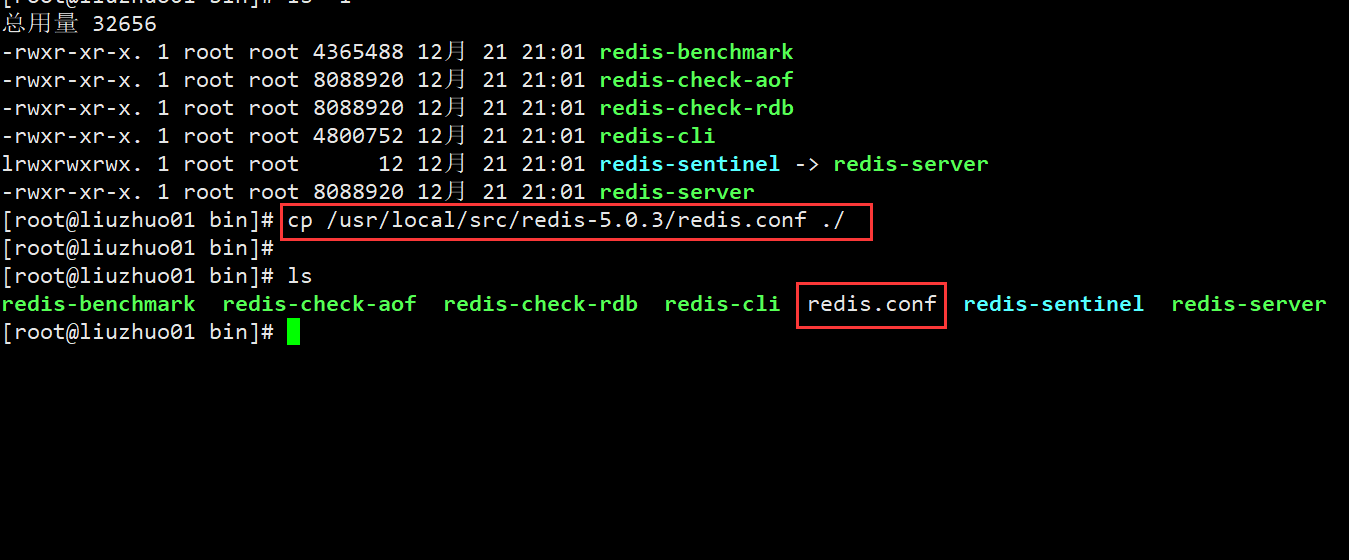 [root@liuzhuo01 bin]# ls -l
总用量 32656
-rwxr-xr-x. 1 root root 4365488 12月 21 21:01 redis-benchmark
-rwxr-xr-x. 1 root root 8088920 12月 21 21:01 redis-check-aof
-rwxr-xr-x. 1 root root 8088920 12月 21 21:01 redis-check-rdb
-rwxr-xr-x. 1 root root 4800752 12月 21 21:01 redis-cli
lrwxrwxrwx. 1 root root      12 12月 21 21:01 redis-sentinel -> redis-server
-rwxr-xr-x. 1 root root 8088920 12月 21 21:01 redis-server
[root@liuzhuo01 bin]# cp /usr/local/src/redis-5.0.3/redis.conf ./
[root@liuzhuo01 bin]#
[root@liuzhuo01 bin]# ls
redis-benchmark  redis-check-aof  redis-check-rdb  redis-cli  redis.conf  redis-sentinel  redis-server
[root@liuzhuo01 bin]#